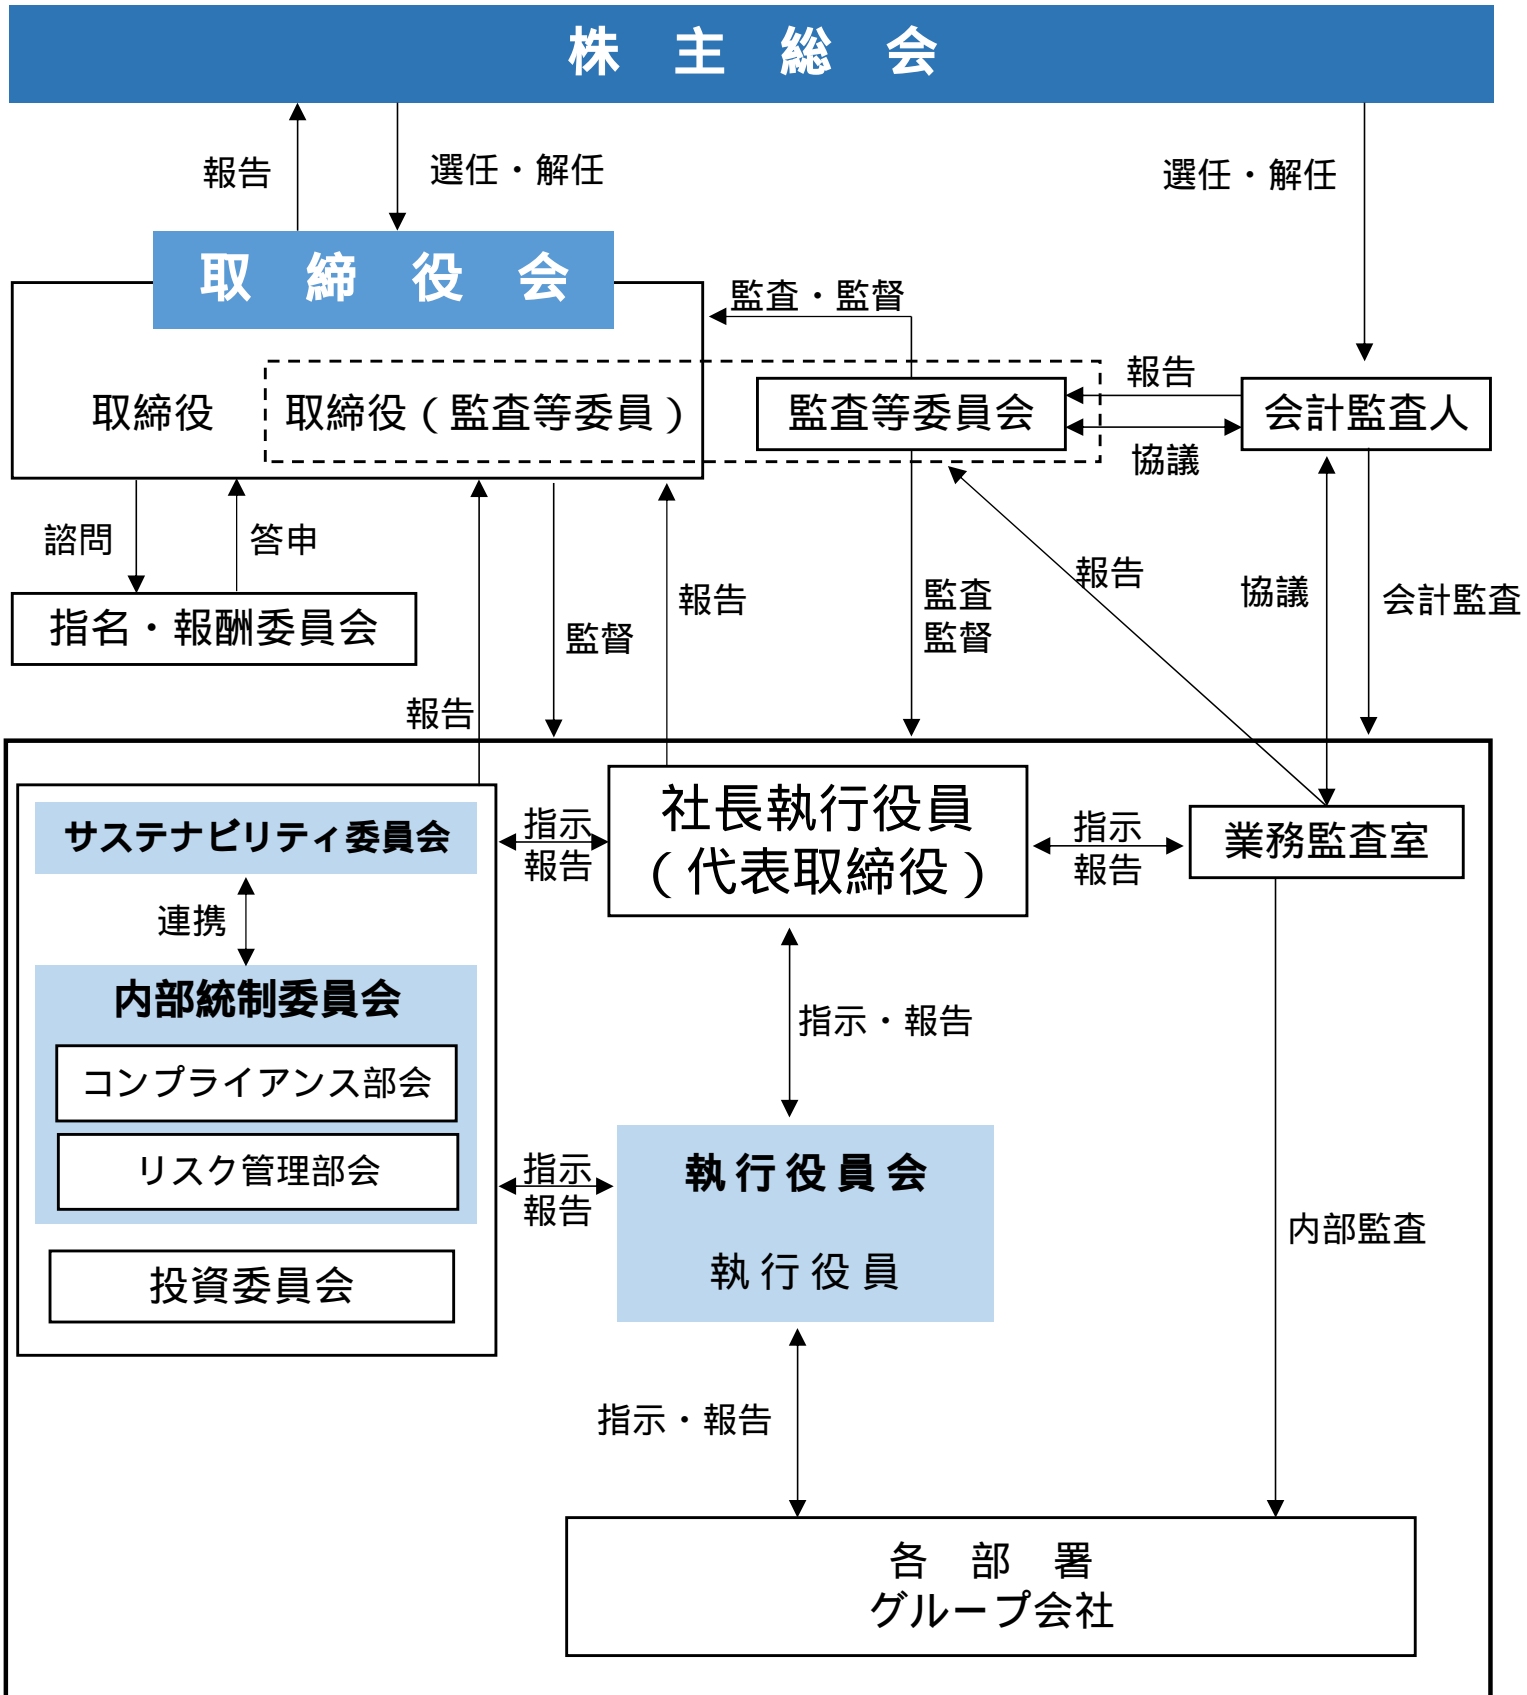 株　主　総　会
報告
選任・解任
選任・解任
取　締　役　会
監査・監督
取締役
取締役（監査等委員）
監査等委員会
報告
協議
会計監査人
諮問
答申
指名・報酬委員会
報告
監督
報告
監査
監督
報告
協議
会計監査
サステナビリティ委員会
連携
内部統制委員会
コンプライアンス部会
リスク管理部会
投資委員会
指示
報告
社長執行役員
（代表取締役）
指示
報告
業務監査室
指示・報告
指示
報告
執行役員会
執行役員
内部監査
指示・報告
各　部　署
グループ会社